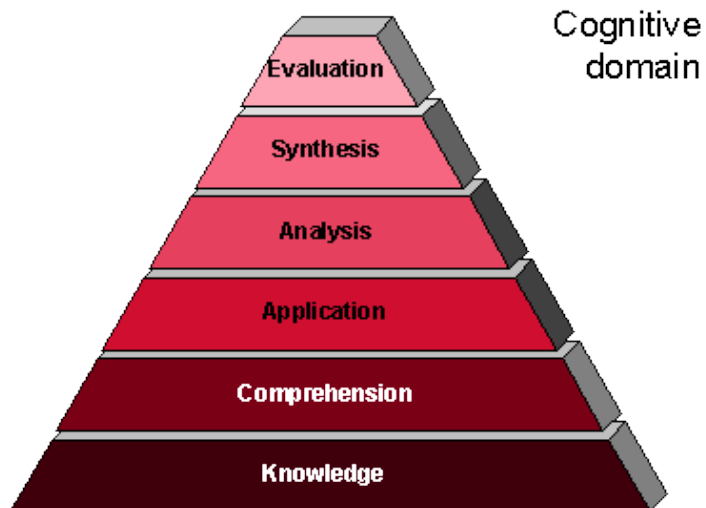 Cognitive
domain
Evaluation
Synthesis
Analysis
Application
Comprehension
Knowledge